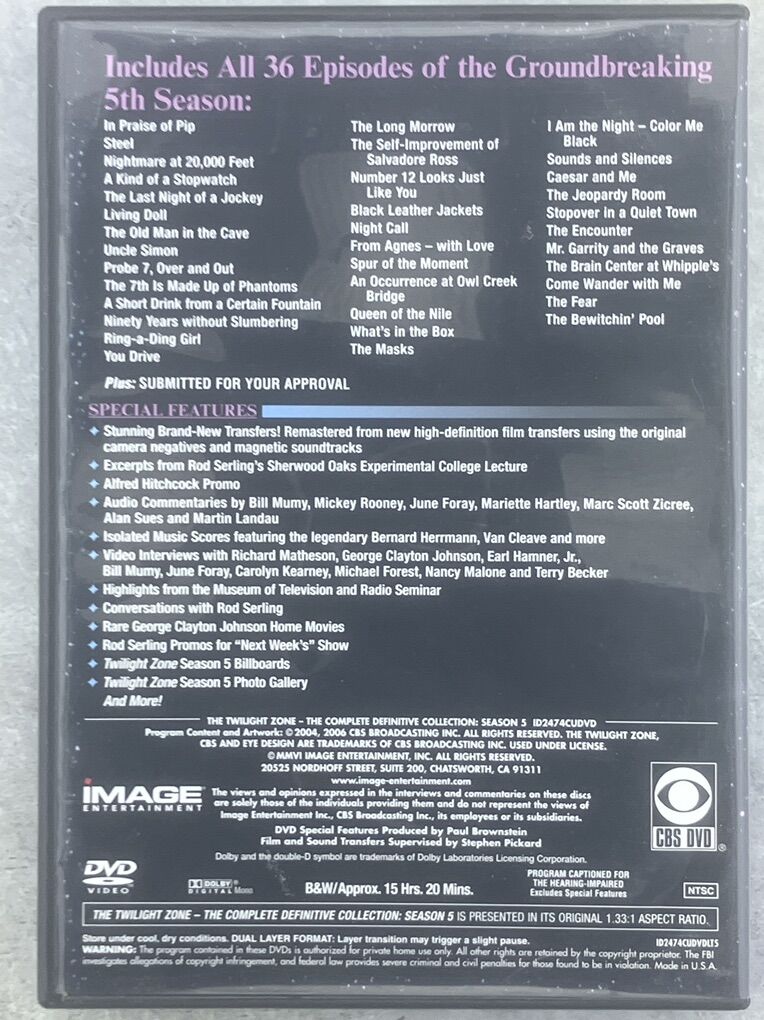 Includes All 36 Episodes of the Groundbreaking
5th Season:
In Praise of Pip
Steel
Nightmare at 20,000 Feet
A Kind of a Stopwatch
The Last Night of a Jockey
Living Doll
The Old Man in the Cave
Uncle Simon
Probe 7, Over and Out
The 7th Is Made Up of Phantoms
A Short Drink from a Certain Fountain
Ninety Years without Slumbering
Ring-a-Ding Girl
You Drive
The Long Morrow
The Self-Improvement of
Salvadore Ross
Number 12 Looks Just
Like You
Black Leather Jackets
Night Call
From Agnes – with Love
Spur of the Moment
An Occurrence at Owl Creek
Bridge
Queen of the Nile
What's in the Box
The Masks
I Am the Night – Color Me
Black
Sounds and Silences
Caesar and Me
The Jeopardy Room
Stopover in a Quiet Town
The Encounter
Mr. Garrity and the Graves
The Brain Center at Whipple's
Come Wander with Me
The Fear
The Bewitchin' Pool
Plus: SUBMITTED FOR YOUR APPROVAL
SPECIAL FEATURES
Stunning Brand-New Transfers! Remastered from new high-definition film transfers using the original
camera negatives and magnetic soundtracks
Excerpts from Rod Serling's Sherwood Oaks Experimental College Lecture
Alfred Hitchcock Promo
Audio Commentaries by Bill Mumy, Mickey Rooney, June Foray, Mariette Hartley, Marc Scott Zicree,
Alan Sues and Martin Landau
Isolated Music Scores featuring the legendary Bernard Herrmann, Van Cleave and more
Video Interviews with Richard Matheson, George Clayton Johnson, Earl Hamner, Jr.,
Bill Mumy, June Foray, Carolyn Kearney, Michael Forest, Nancy Malone and Terry Becker
Highlights from the Museum of Television and Radio Seminar
Conversations with Rod Serling
Rare George Clayton Johnson Home Movies
Rod Serling Promos for "Next Week's" Show
Twilight Zone Season 5 Billboards
Twilight Zone Season 5 Photo Gallery
And More!
THE TWILIGHT ZONE – THE COMPLETE DEFINITIVE COLLECTION: SEASON 5 ID2474CUDVD
Program Content and Artwork: © 2004, 2006 CBS BROADCASTING INC. ALL RIGHTS RESERVED. THE TWILIGHT ZONE,
CBS AND EYE DESIGN ARE TRADEMARKS OF CBS BROADCASTING INC. USED UNDER LICENSE.
© MMVI IMAGE ENTERTAINMENT, INC. ALL RIGHTS RESERVED.
20525 NORDHOFF STREET, SUITE 200, CHATSWORTH, CA 91311
www.image-entertainment.com
IMAGE
ENTERTAINMENT
The views and opinions expressed in the interviews and commentaries on these discs
are solely those of the individuals providing them and do not represent the views of
Image Entertainment Inc., CBS Broadcasting Inc., its employees or its subsidiaries.
DVD Special Features Produced by Paul Brownstein
Film and Sound Transfers Supervised by Stephen Pickard
Dolby and the double-D symbol are trademarks of Dolby Laboratories Licensing Corporation.
CBS DVD ®
DVD
VIDEO
DOLBY ®
DIGITAL Mono
B&W/Approx. 15 Hrs. 20 Mins.
PROGRAM CAPTIONED FOR
THE HEARING-IMPAIRED
Excludes Special Features
NTSC
THE TWILIGHT ZONE – THE COMPLETE DEFINITIVE COLLECTION: SEASON 5 IS PRESENTED IN ITS ORIGINAL 1.33:1 ASPECT RATIO.
Store under cool, dry conditions. DUAL LAYER FORMAT: Layer transition may trigger a slight pause.
ID2474CUDVDLTS
WARNING: The program contained in these DVDs is authorized for private home use only. All other rights are retained by the copyright proprietor. The FBI
investigates allegations of copyright infringement, and federal law provides severe criminal and civil penalties for those found to be in violation. Made in U.S.A.